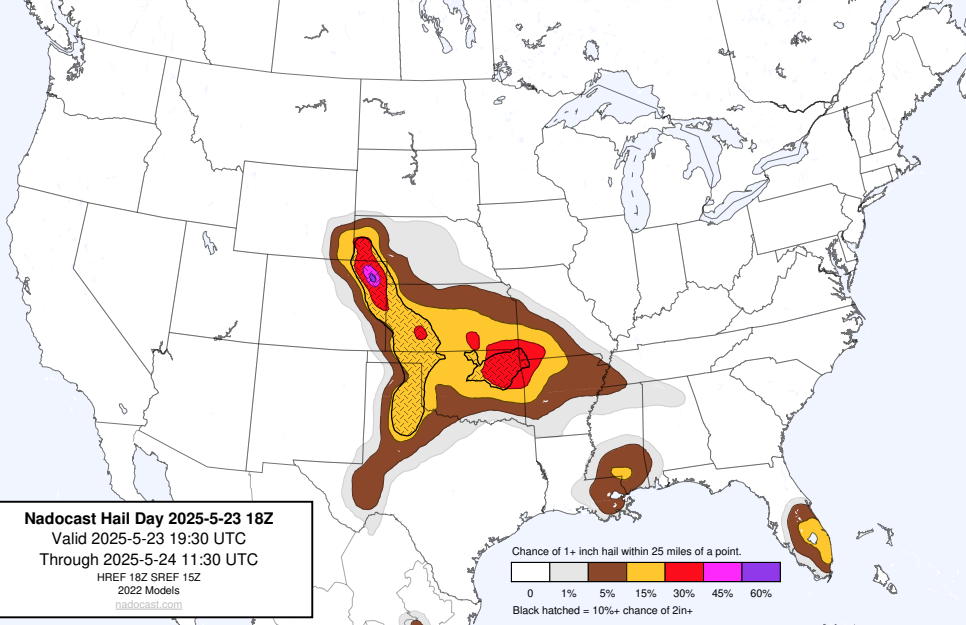 Nadocast Hail Day 2025-5-23 18Z
Valid 2025-5-23 19:30 UTC
Through 2025-5-24 11:30 UTC
HREF 18Z SREF 15Z
2022 Models
nadocast.com
Chance of 1+ inch hail within 25 miles of a point.
0 1% 5% 15% 30% 45% 60%
Black hatched = 10%+ chance of 2in+